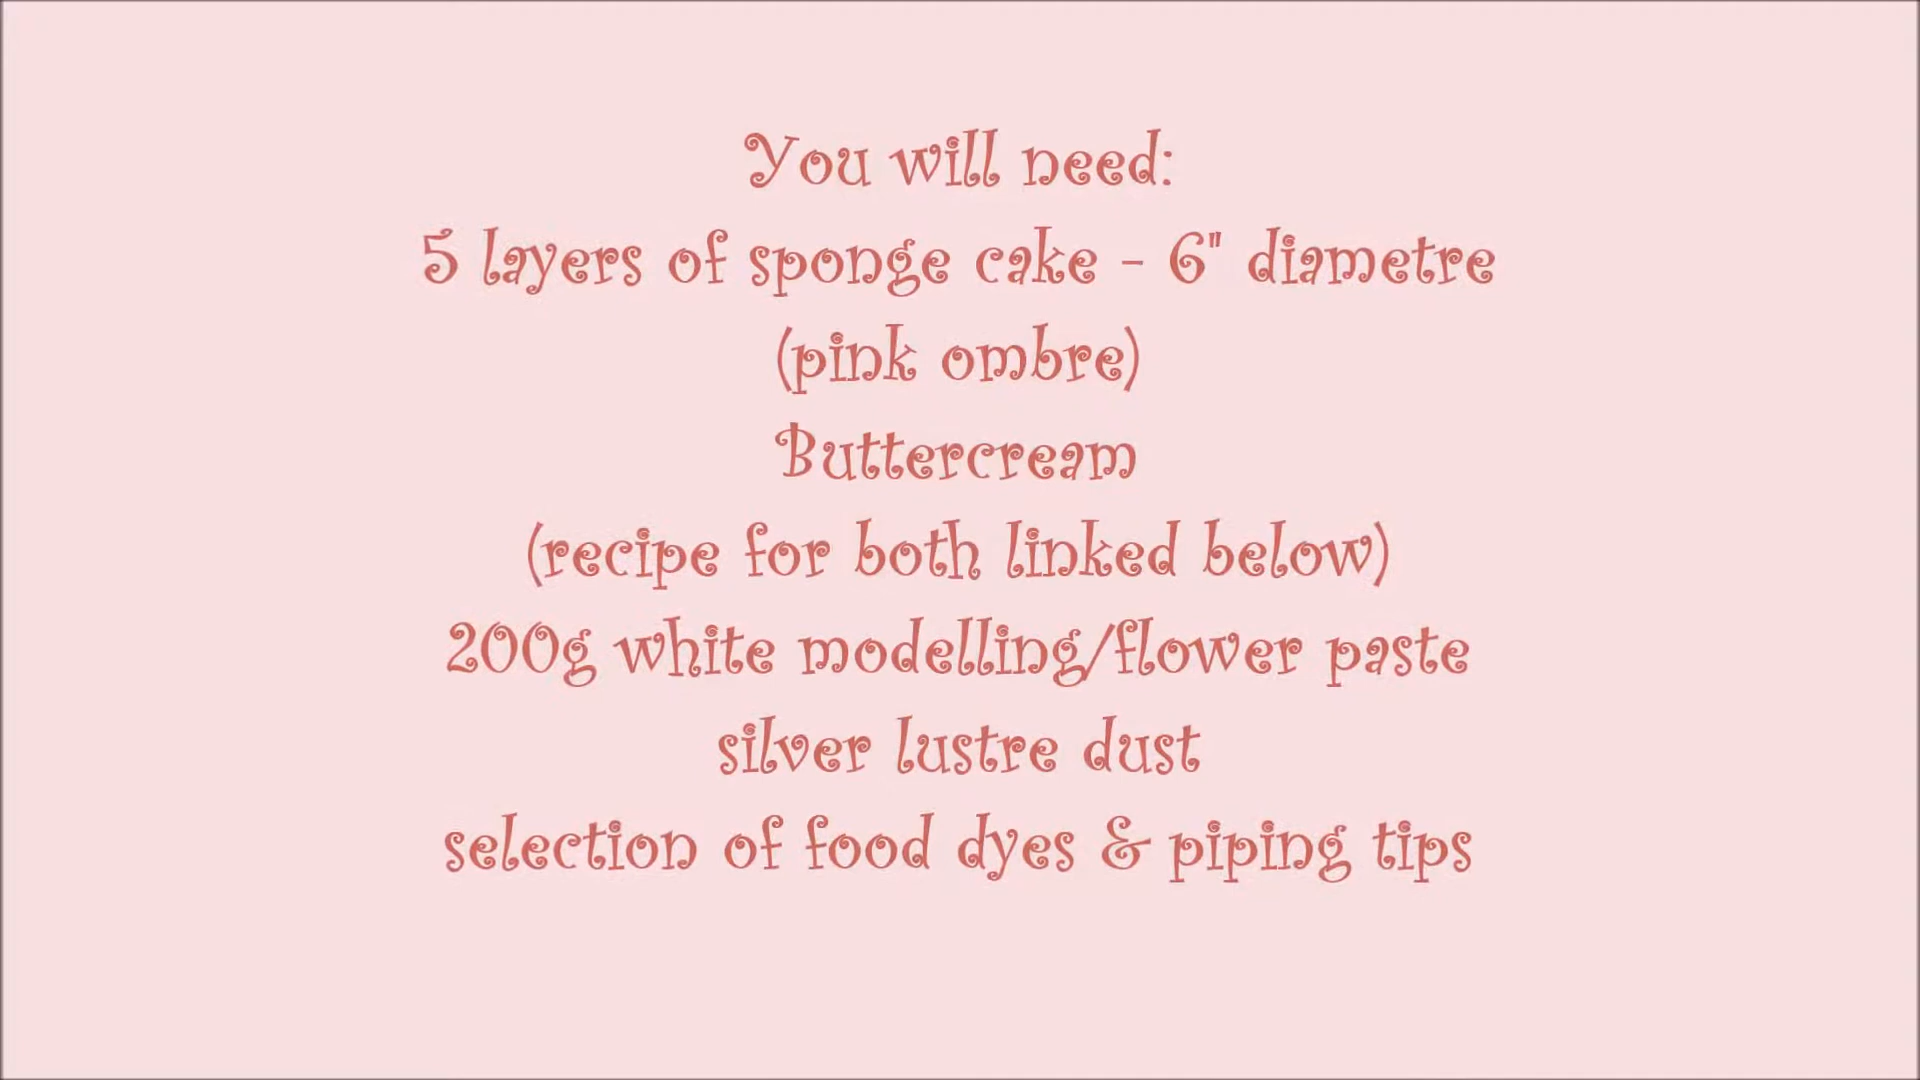 You will need:
5 layers of sponge cake - 6" diametre
(pink ombre)
Buttercream
(recipe for both linked below)
200g white modelling/flower paste
silver lustre dust
selection of food dyes & piping tips